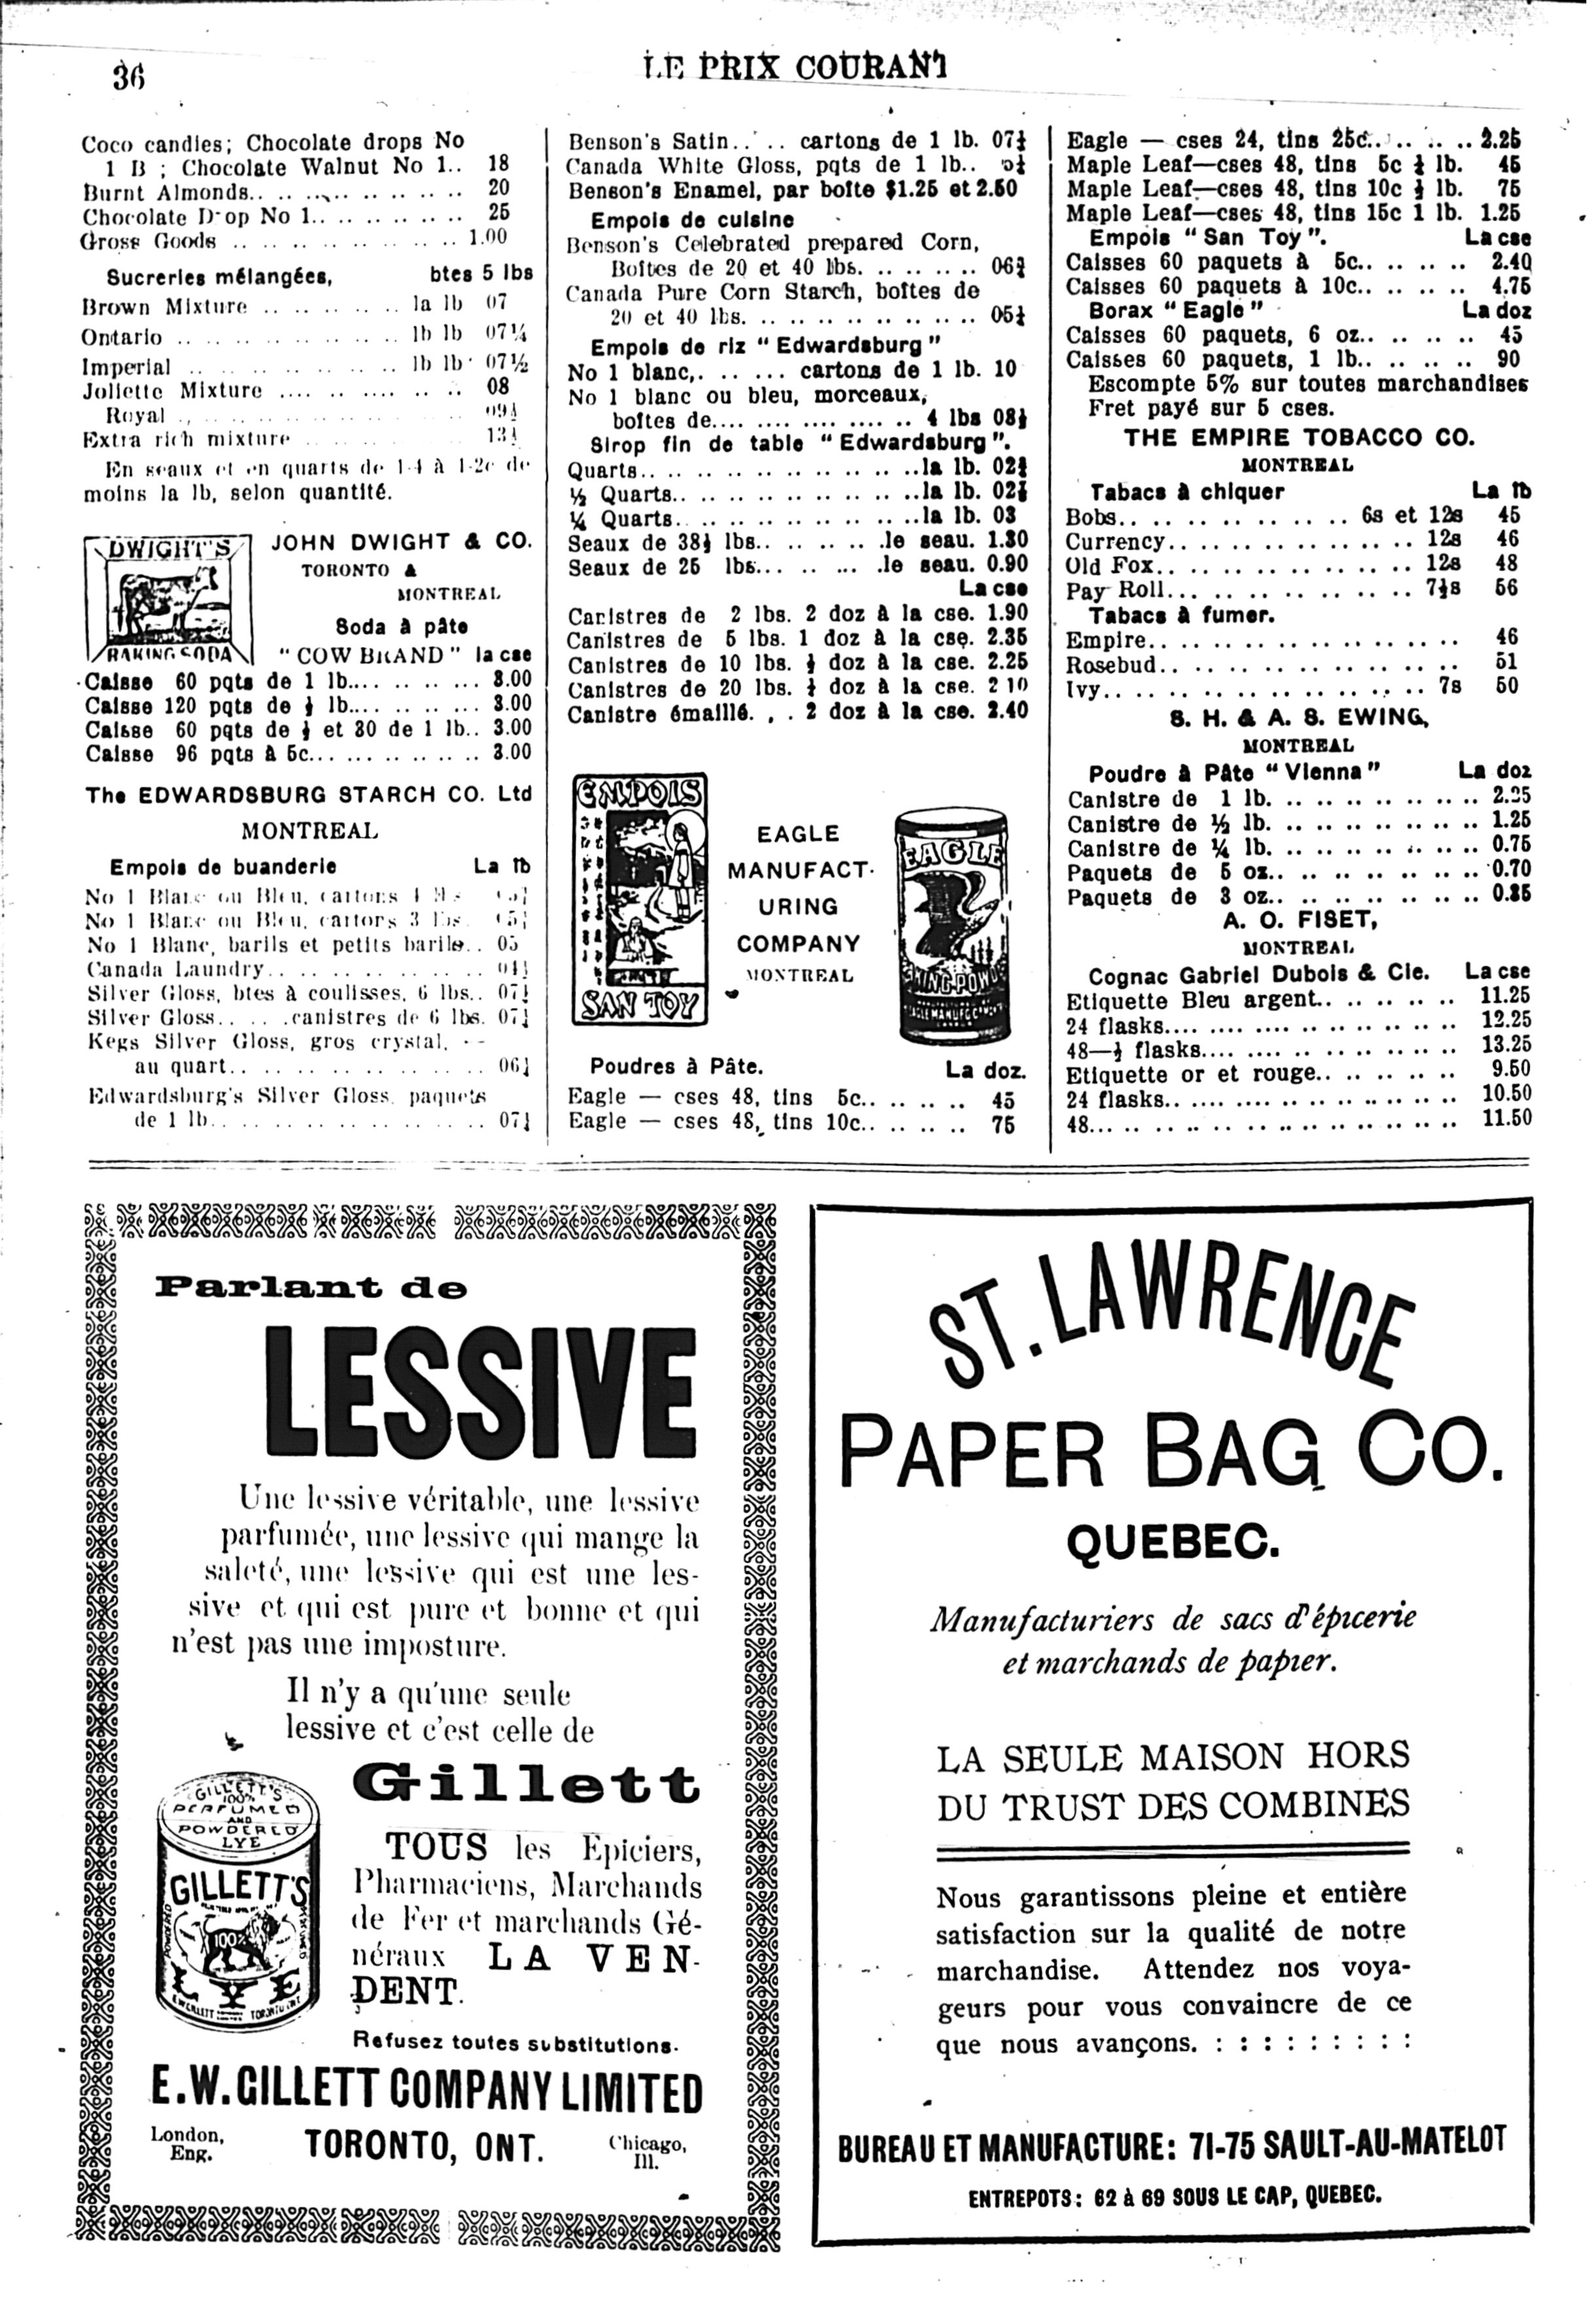 36
LE PRIX COURANT
Coco candies; Chocolate drops No
1 B ; Chocolate Walnut No 1.. 18
Burnt Almonds.. .. .. .. .. .. .. .. 20
Chocolate Drop No 1.. .. .. .. .. .. 25
Gross Goods .. .. .. .. .. .. .. .. 1.00
Sucreries mélangées, btes 5 lbs
Brown Mixture .. .. .. .. .. la lb 07
Ontario .. .. .. .. .. .. .. .. lb lb 07¼
Imperial .. .. .. .. .. .. .. .. lb lb 07½
Joliette Mixture .... .. .... .. .. 08
Royal .. .. .. .. .. .. .. .. 09½
Extra rich mixture .. .. .. .. .. 13½
En seaux et en quarts de 1-4 à 1-2c de
moins la lb, selon quantité.
DWIGHT'S
BAKING SODA
JOHN DWIGHT & CO.
TORONTO &
MONTREAL
Soda à pâte
"COW BRAND" la cse
Caisse 60 pqts de 1 lb.... .. .. ... 3.00
Caisse 120 pqts de ½ lb.... .. .. .. 3.00
Caisse 60 pqts de ½ et 30 de 1 lb.. 3.00
Caisse 96 pqts à 5c... ... .. .. .. .. 3.00
The EDWARDSBURG STARCH CO. Ltd
MONTREAL
Empois de buanderie La lb
No 1 Blanc ou Bleu, cartons 4 lbs
No 1 Blanc ou Bleu, cartons 3 lbs
No 1 Blanc, barils et petits barils.. 05
Canada Laundry.. .. .. .. .. .. ..
Silver Gloss, btes à coulisses, 6 lbs..
Silver Gloss.. .. . .canistres de 6 lbs.
Kegs Silver Gloss, gros crystal,
au quart.. .. .. .. .. .. .. .. ..
Edwardsburg's Silver Gloss, paquets
de 1 lb.. .. .. .. .. .. .. .. .. ..
Benson's Satin.. .. .. cartons de 1 lb.
Canada White Gloss, pqts de 1 lb..
Benson's Enamel, par boîte $1.25 et 2.50
Empois de cuisine
Benson's Celebrated prepared Corn,
Boîtes de 20 et 40 lbs. .. .. .. ..
Canada Pure Corn Starch, boîtes de
20 et 40 lbs. .. .. .. .. .. .. .. ..
Empois de riz "Edwardsburg"
No 1 blanc,. .. .. ... cartons de 1 lb. 10
No 1 blanc ou bleu, morceaux,
boîtes de.... .... .... .. .. 4 lbs 08½
Sirop fin de table "Edwardsburg".
Quarts.. .. .. .. .. .. .. .. .. ..la lb.
½ Quarts.. .. .. .. .. .. .. .. ..la lb.
¼ Quarts.. .. .. .. .. .. .. .. ..la lb. 03
Seaux de 38½ lbs.. .. .. .. .le seau. 1.30
Seaux de 25 lbs... .. .. ... .le seau. 0.90
La cse
Canistres de 2 lbs. 2 doz à la cse. 1.90
Canistres de 5 lbs. 1 doz à la cse. 2.35
Canistres de 10 lbs. ½ doz à la cse. 2.25
Canistres de 20 lbs. ¼ doz à la cse. 2 10
Canistre émaillé. . . 2 doz à la cse. 2.40
EMPOIS
SAN TOY
EAGLE
MANUFACT-
URING
COMPANY
MONTREAL
EAGLE
BAKING POWDER
Poudres à Pâte. La doz.
Eagle — cses 48, tins 5c.. .. .. .. 45
Eagle — cses 48, tins 10c.. .. .. .. 75
Eagle — cses 24, tins 25c.. .. .. .. 2.25
Maple Leaf—cses 48, tins 5c ¼ lb. 45
Maple Leaf—cses 48, tins 10c ½ lb. 75
Maple Leaf—cses 48, tins 15c 1 lb. 1.25
Empois "San Toy". La cse
Caisses 60 paquets à 5c.. .. .. .. 2.40
Caisses 60 paquets à 10c.. .. .. .. 4.75
Borax "Eagle" La doz
Caisses 60 paquets, 6 oz.. .. .. .. 45
Caisses 60 paquets, 1 lb.. .. .. .. 90
Escompte 5% sur toutes marchandises
Fret payé sur 5 cses.
THE EMPIRE TOBACCO CO.
MONTREAL
Tabacs à chiquer La lb
Bobs.. .. .. .. .. .. .. .. 6s et 12s 45
Currency.. .. .. .. .. .. .. .. .. 12s 46
Old Fox.. .. .. .. .. .. .. .. .. 12s 48
Pay Roll... .. .. .. .. .. .. .. 7½s 56
Tabacs à fumer.
Empire.. .. .. .. .. .. .. .. .. .. .. 46
Rosebud.. .. .. .. .. .. .. .. .. .. 51
Ivy.. .. .. .. .. .. .. .. .. .. .. 7s 50
S. H. & A. S. EWING,
MONTREAL
Poudre à Pâte "Vienna" La doz
Canistre de 1 lb. .. .. .. .. .. .. .. 2.25
Canistre de ½ lb. .. .. .. .. .. .. .. 1.25
Canistre de ¼ lb. .. .. .. .. .. .. .. 0.75
Paquets de 5 oz.. .. .. .. .. .. .. 0.70
Paquets de 3 oz.. .. .. .. .. .. .. 0.35
A. O. FISET,
MONTREAL
Cognac Gabriel Dubois & Cie. La cse
Etiquette Bleu argent.. .. .. .. .. 11.25
24 flasks.... .... .... .. .. .. .. .. 12.25
48—½ flasks.... .... .. .. .. .. .. .. 13.25
Etiquette or et rouge.. .. .. .. .. 9.50
24 flasks.. .. .... .. .. .. .. .. .. 10.50
48... .. .. .. .. .. .. .. .. .. .. .. 11.50
Parlant de
LESSIVE
Une lessive véritable, une lessive
parfumée, une lessive qui mange la
saleté, une lessive qui est une les-
sive et qui est pure et bonne et qui
n'est pas une imposture.
Il n'y a qu'une seule
lessive et c'est celle de
Gillett
GILLETT'S
100%
PERFUMED
AND
POWDERED
LYE
GILLETT'S
100%
LYE
TOUS les Epiciers,
Pharmaciens, Marchands
de Fer et marchands Gé-
néraux LA VEN-
DENT.
Refusez toutes substitutions.
E.W.GILLETT COMPANY LIMITED
London, Eng. TORONTO, ONT. Chicago, Ill.
ST. LAWRENCE
PAPER BAG CO.
QUEBEC.
Manufacturiers de sacs d'épicerie
et marchands de papier.
LA SEULE MAISON HORS
DU TRUST DES COMBINES
Nous garantissons pleine et entière
satisfaction sur la qualité de notre
marchandise. Attendez nos voya-
geurs pour vous convaincre de ce
que nous avançons. : : : : : : : : :
BUREAU ET MANUFACTURE: 71-75 SAULT-AU-MATELOT
ENTREPOTS: 62 à 69 SOUS LE CAP, QUEBEC.